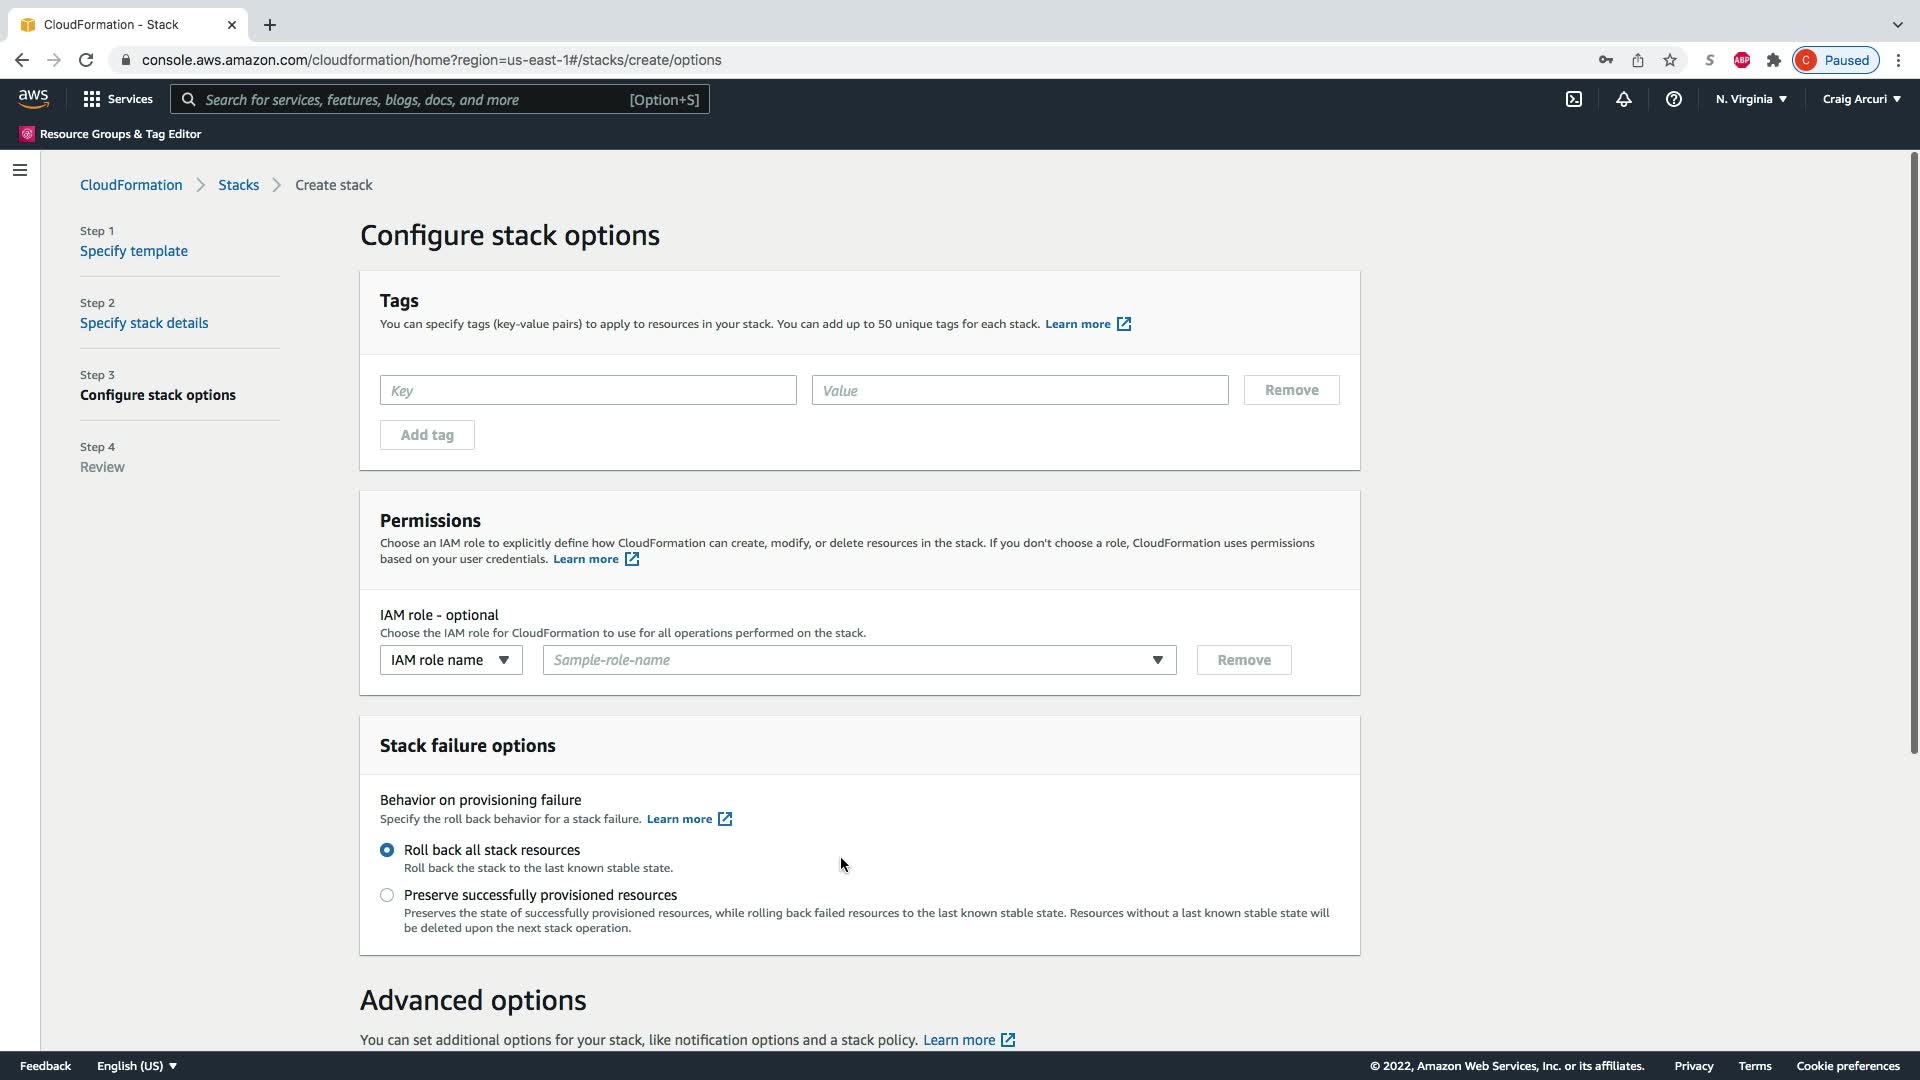 CloudFormation - Stack
console.aws.amazon.com/cloudformation/home?region=us-east-1#/stacks/create/options
S
ABP
C
Paused
aws
Services
Search for services, features, blogs, docs, and more
[Option+S]
N. Virginia
Craig Arcuri
Resource Groups & Tag Editor
CloudFormation
Stacks
Create stack
Step 1
Specify template
Step 2
Specify stack details
Step 3
Configure stack options
Step 4
Review
Configure stack options
Tags
You can specify tags (key-value pairs) to apply to resources in your stack. You can add up to 50 unique tags for each stack. Learn more
Key
Value
Remove
Add tag
Permissions
Choose an IAM role to explicitly define how CloudFormation can create, modify, or delete resources in the stack. If you don't choose a role, CloudFormation uses permissions
based on your user credentials. Learn more
IAM role - optional
Choose the IAM role for CloudFormation to use for all operations performed on the stack.
IAM role name
Sample-role-name
Remove
Stack failure options
Behavior on provisioning failure
Specify the roll back behavior for a stack failure. Learn more
Roll back all stack resources
Roll back the stack to the last known stable state.
Preserve successfully provisioned resources
Preserves the state of successfully provisioned resources, while rolling back failed resources to the last known stable state. Resources without a last known stable state will
be deleted upon the next stack operation.
Advanced options
You can set additional options for your stack, like notification options and a stack policy. Learn more
Feedback
English (US)
© 2022, Amazon Web Services, Inc. or its affiliates.
Privacy
Terms
Cookie preferences